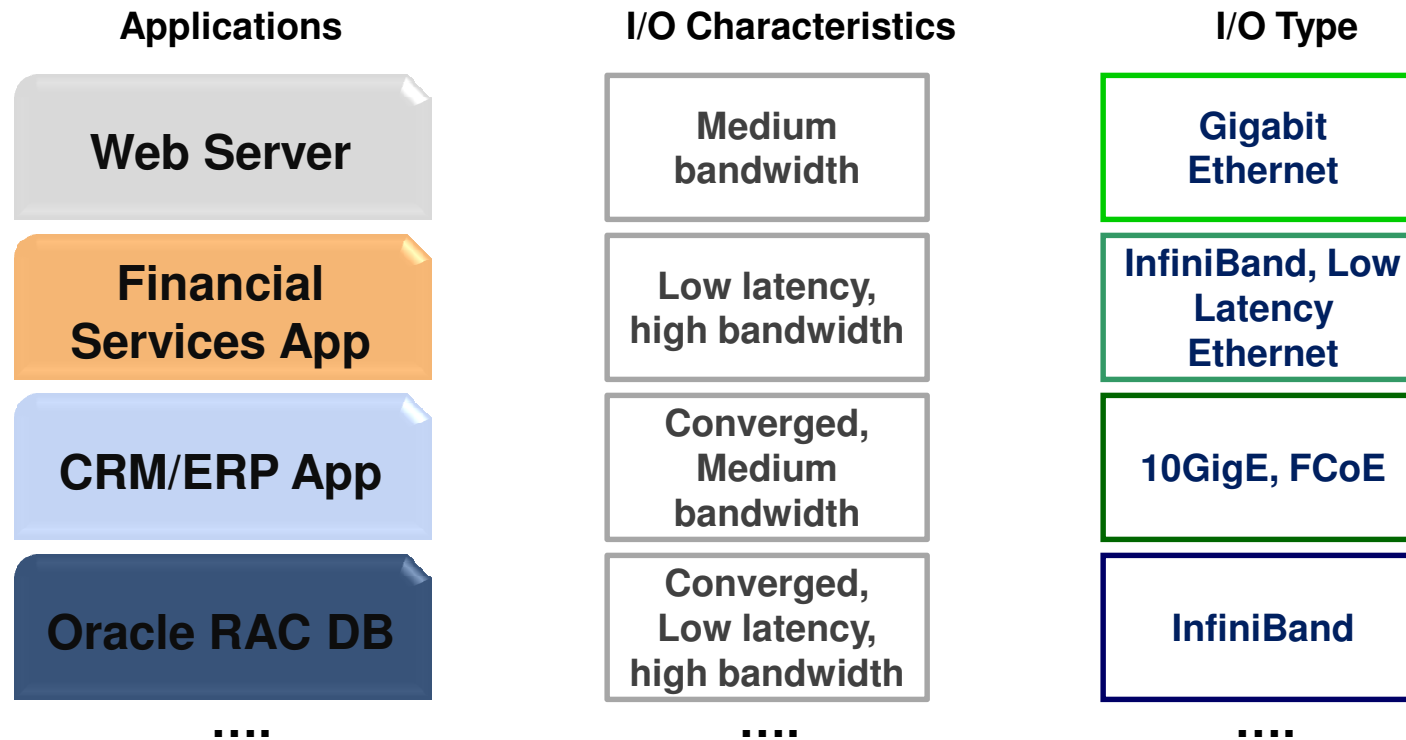 Applications
I/O Characteristics
I/O Type
Web Server
Medium
bandwidth
Gigabit
Ethernet
Financial
Services App
Low latency,
high bandwidth
InfiniBand, Low
Latency
Ethernet
CRM/ERP App
Converged,
Medium
bandwidth
10GigE, FCoE
Oracle RAC DB
Converged,
Low latency,
high bandwidth
InfiniBand
....
....
....